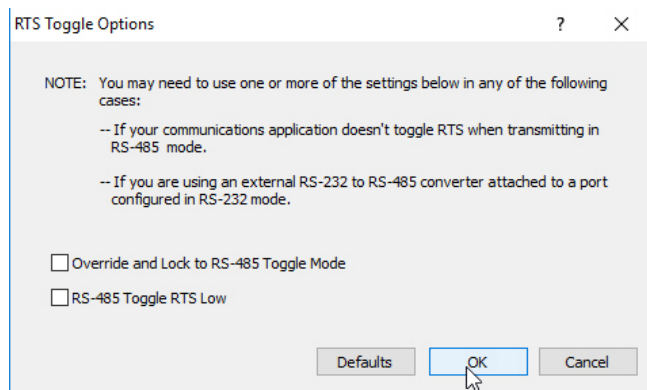 RTS Toggle Options ? X
NOTE: You may need to use one or more of the settings below in any of the following
cases:
-- If your communications application doesn't toggle RTS when transmitting in
RS-485 mode.
-- If you are using an external RS-232 to RS-485 converter attached to a port
configured in RS-232 mode.
Override and Lock to RS-485 Toggle Mode
RS-485 Toggle RTS Low
Defaults OK Cancel